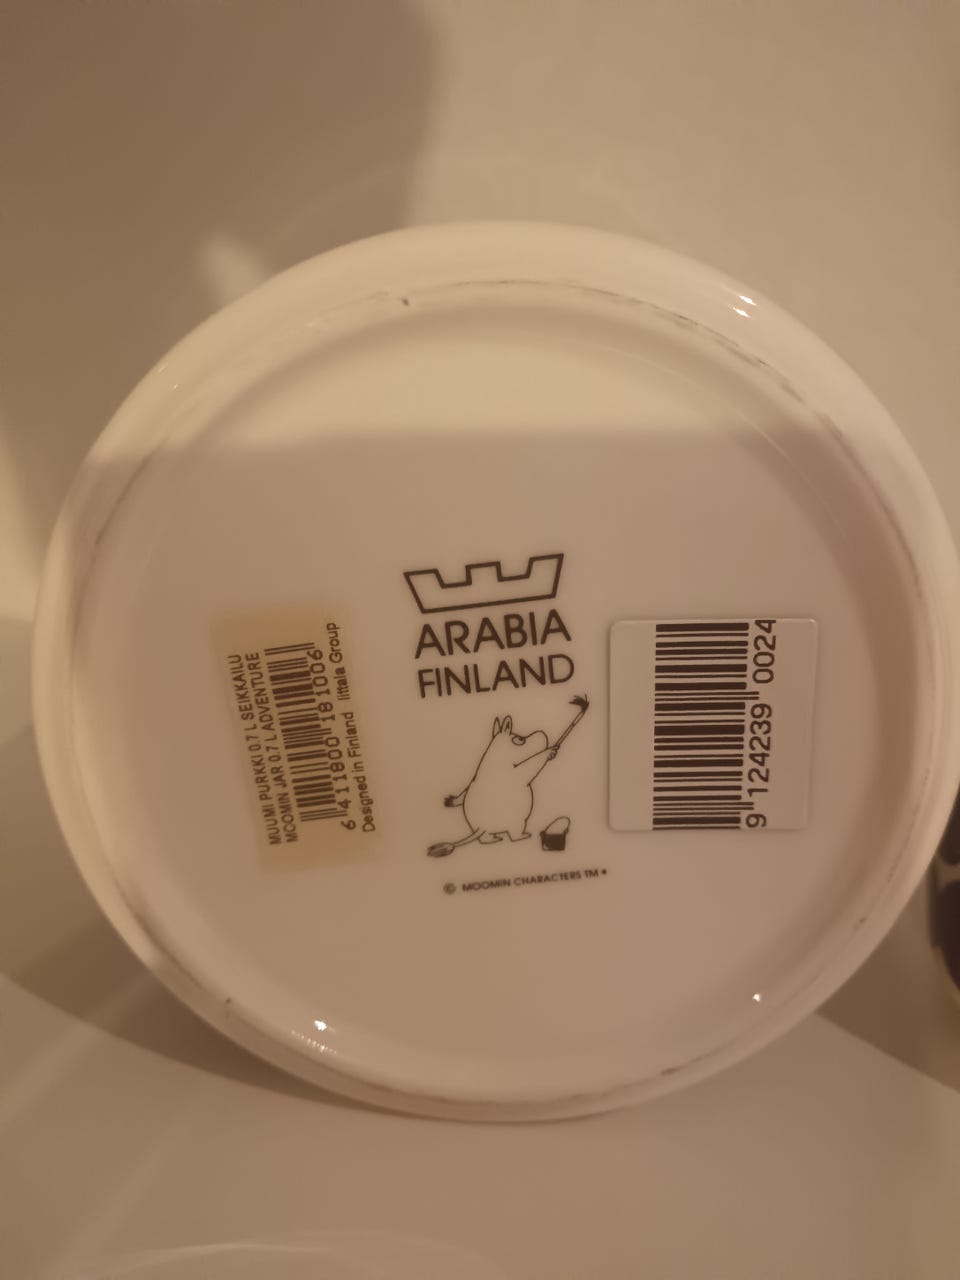 MUUMI PURKKI 0.7 L SEIKKAILU
MOOMIN JAR 0.7 L ADVENTURE
6 411800 181006
Designed in Finland Iittala Group
ARABIA
FINLAND
© MOOMIN CHARACTERS TM
9 124239 0024